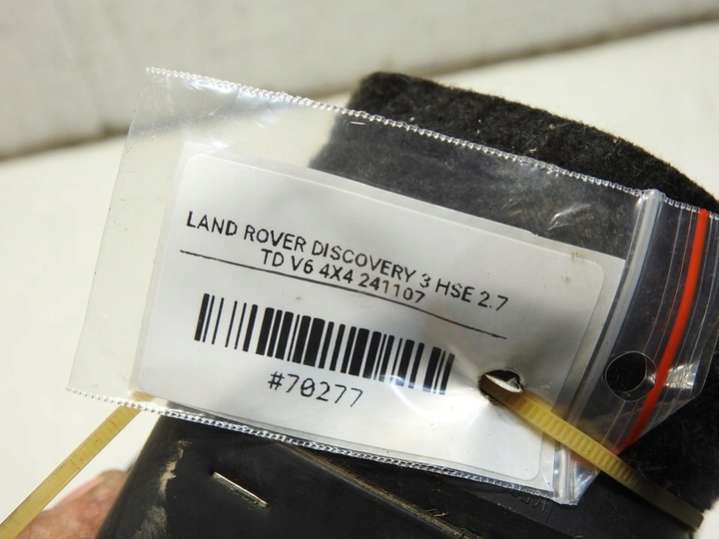 LAND ROVER DISCOVERY 3 HSE 2.7
TD V6 4X4 241107
#70277